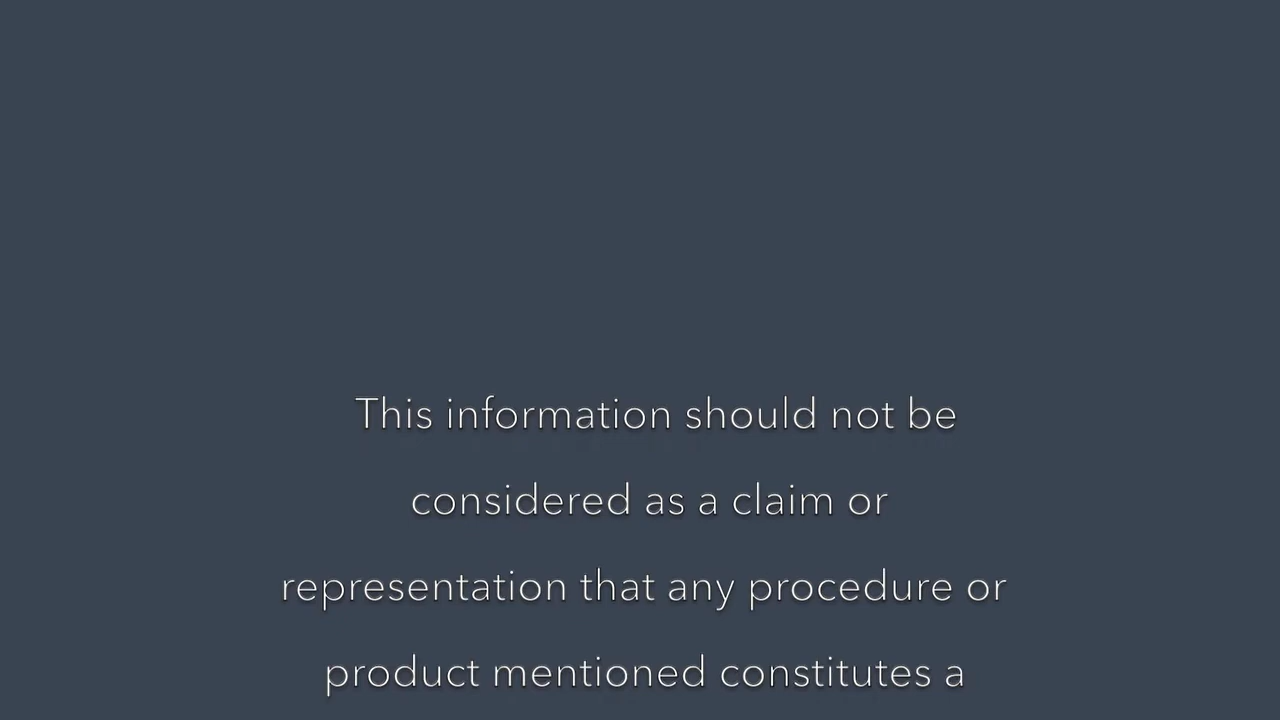 This information should not be
considered as a claim or
representation that any procedure or
product mentioned constitutes a